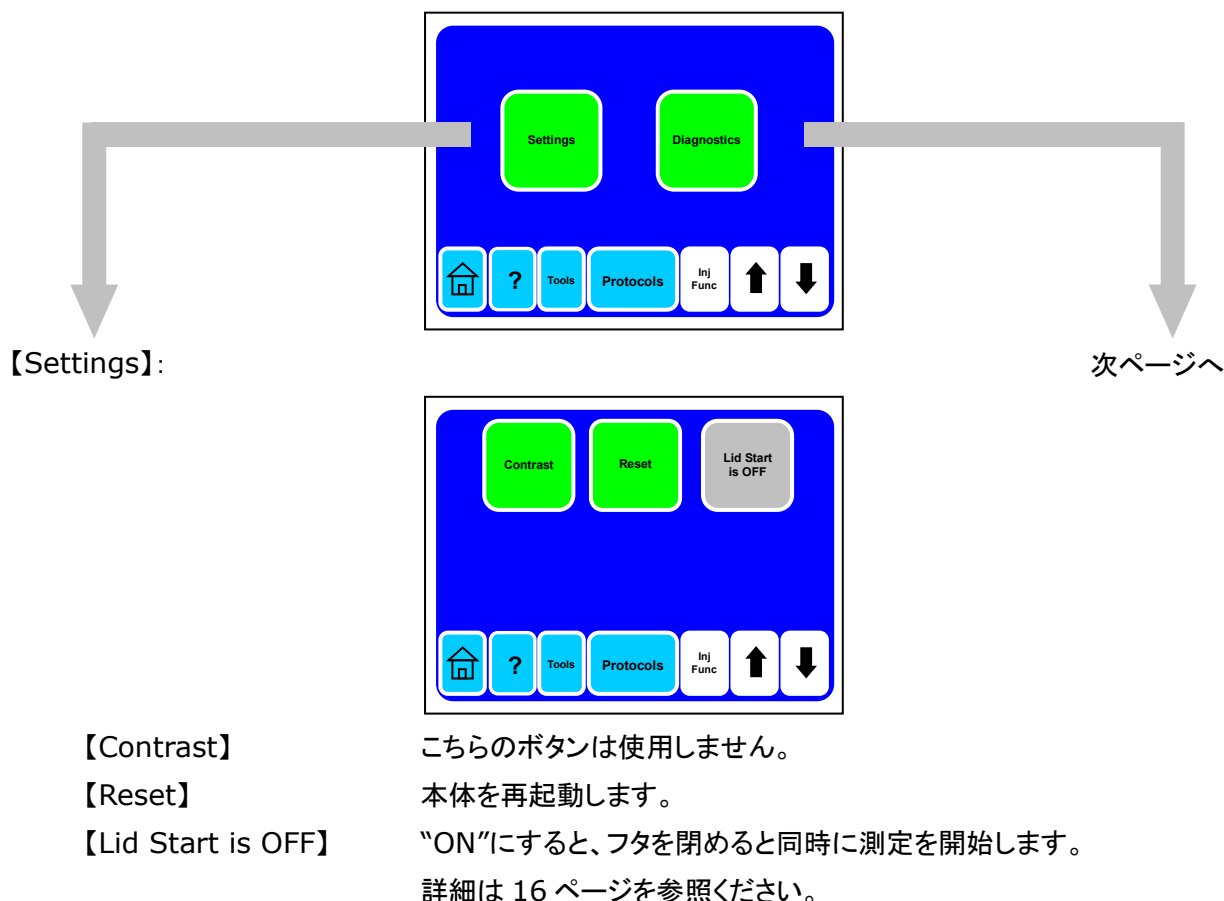 Settings
Diagnostics
?
Tools
Protocols
Inj
Func
【Settings】:
次ページへ
Contrast
Reset
Lid Start
is OFF
?
Tools
Protocols
Inj
Func
【Contrast】 こちらのボタンは使用しません。
【Reset】 本体を再起動します。
【Lid Start is OFF】 “ON”にすると、フタを閉めると同時に測定を開始します。
詳細は 16 ページを参照ください。